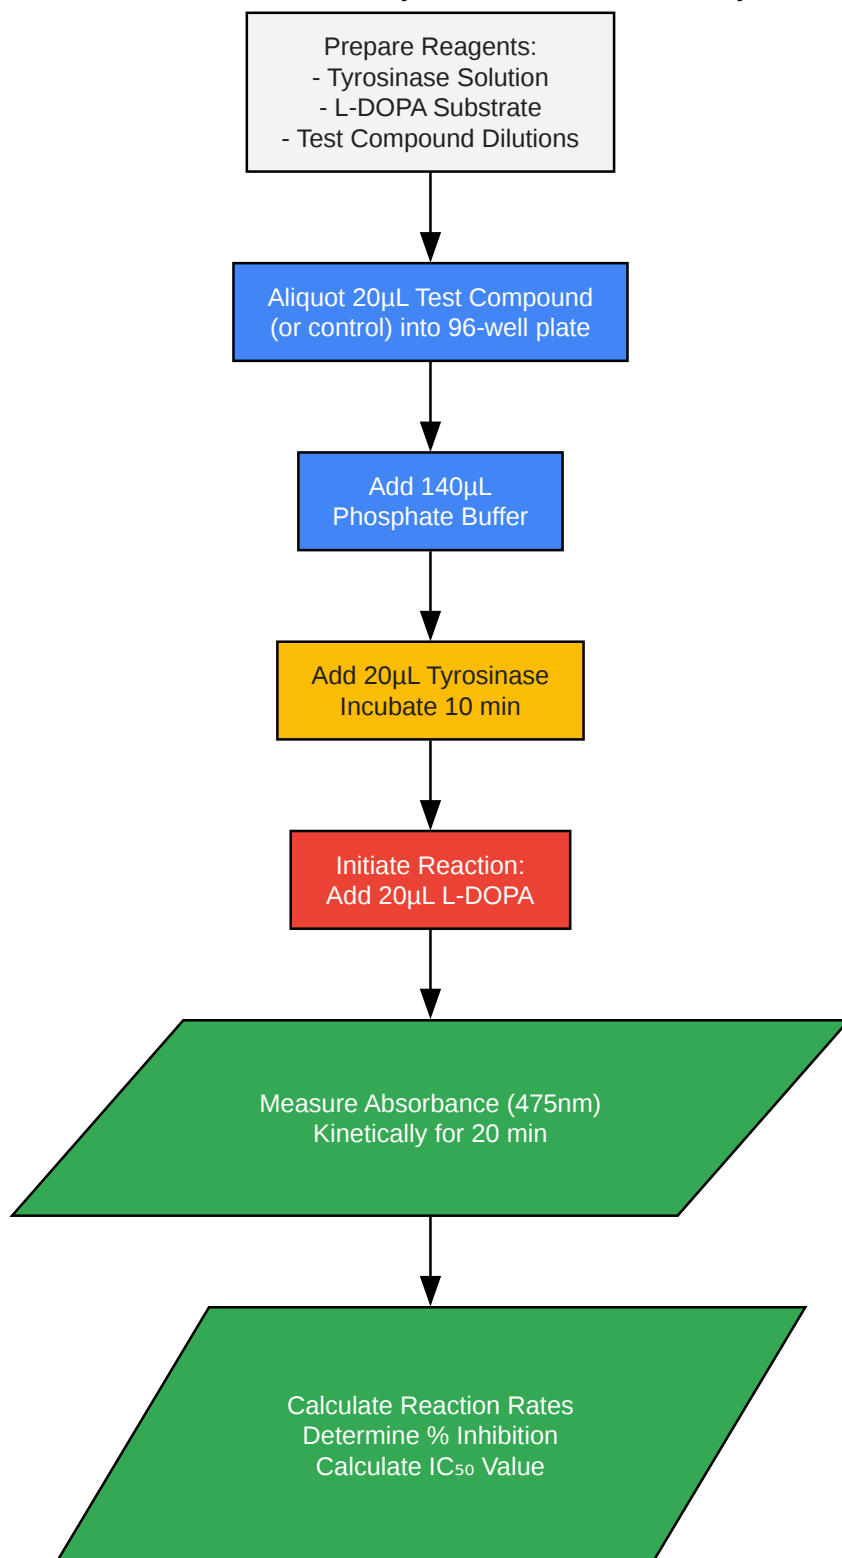 Prepare Reagents:
- Tyrosinase Solution
- L-DOPA Substrate
- Test Compound Dilutions
Aliquot 20µL Test Compound
(or control) into 96-well plate
Add 140µL
Phosphate Buffer
Add 20µL Tyrosinase
Incubate 10 min
Initiate Reaction:
Add 20µL L-DOPA
Measure Absorbance (475nm)
Kinetically for 20 min
Calculate Reaction Rates
Determine % Inhibition
Calculate IC₅₀ Value